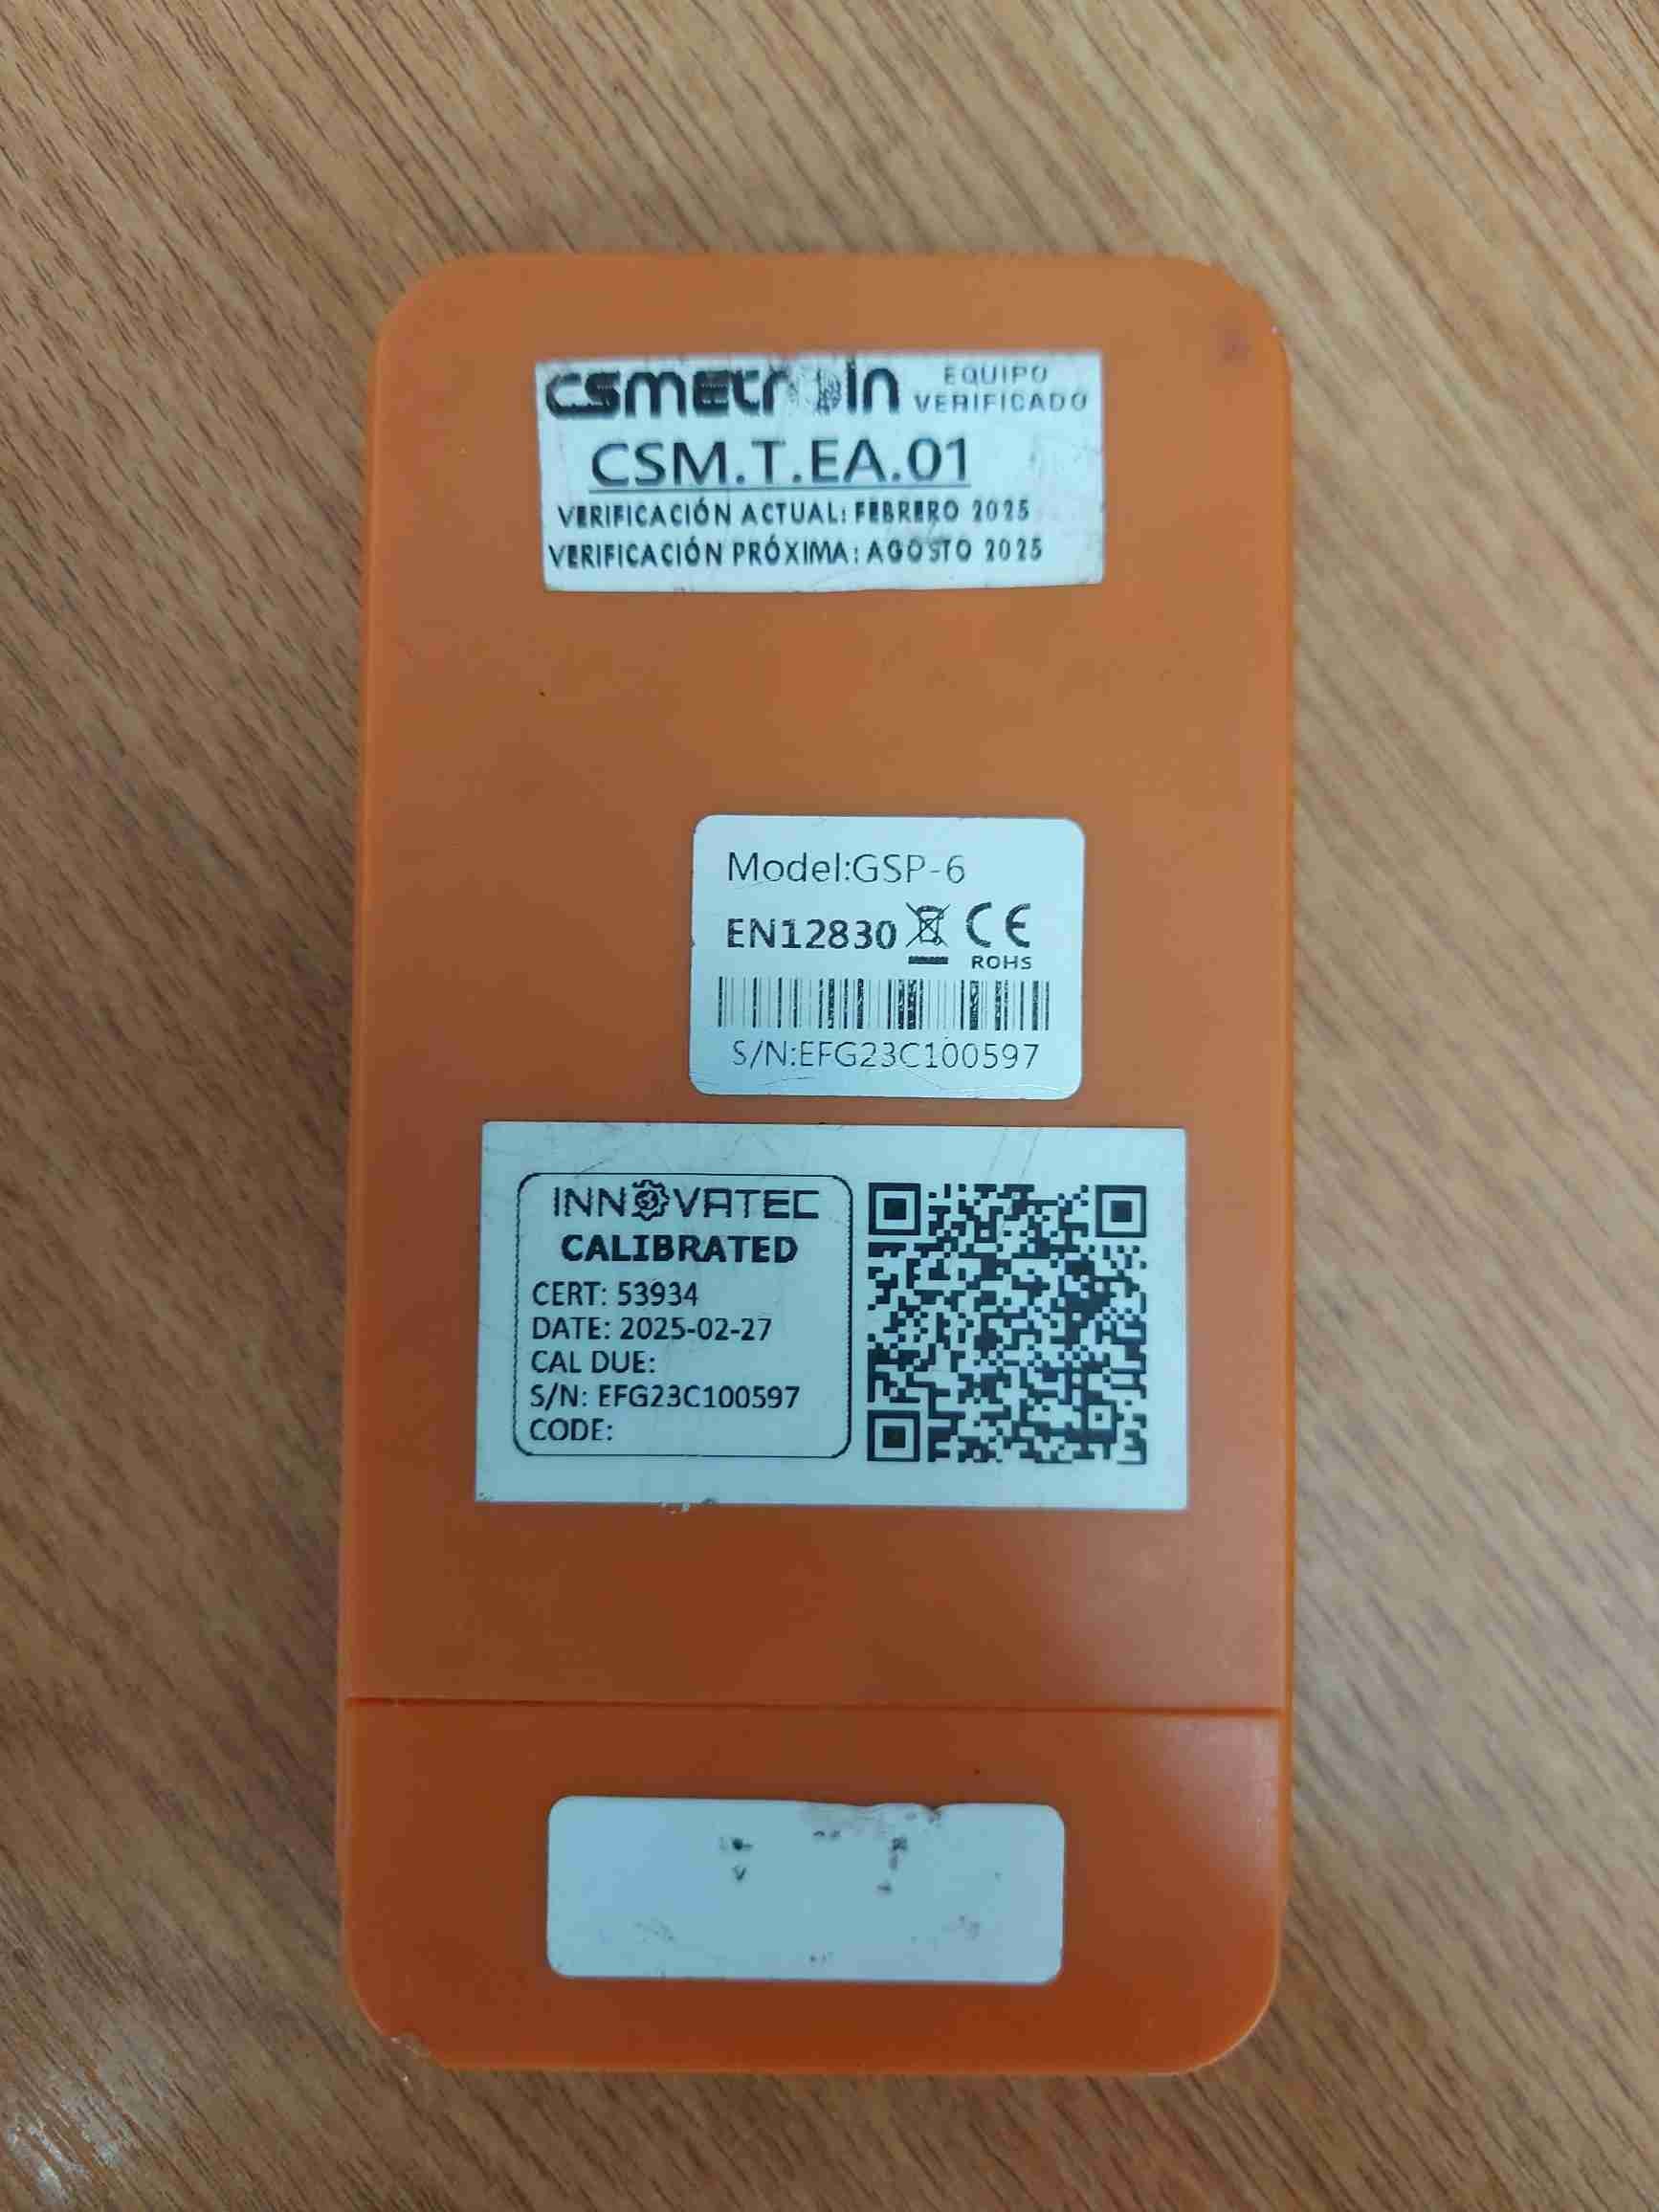 EQUIPO
VERIFICADO
CSM.T.EA.01
VERIFICACIÓN ACTUAL: FEBRERO 2025
VERIFICACIÓN PRÓXIMA: AGOSTO 2025
Model:GSP-6
EN12830 CE
ROHS
S/N:EFG23C100597
INNOVATEC
CALIBRATED
CERT: 53934
DATE: 2025-02-27
CAL DUE:
S/N: EFG23C100597
CODE: